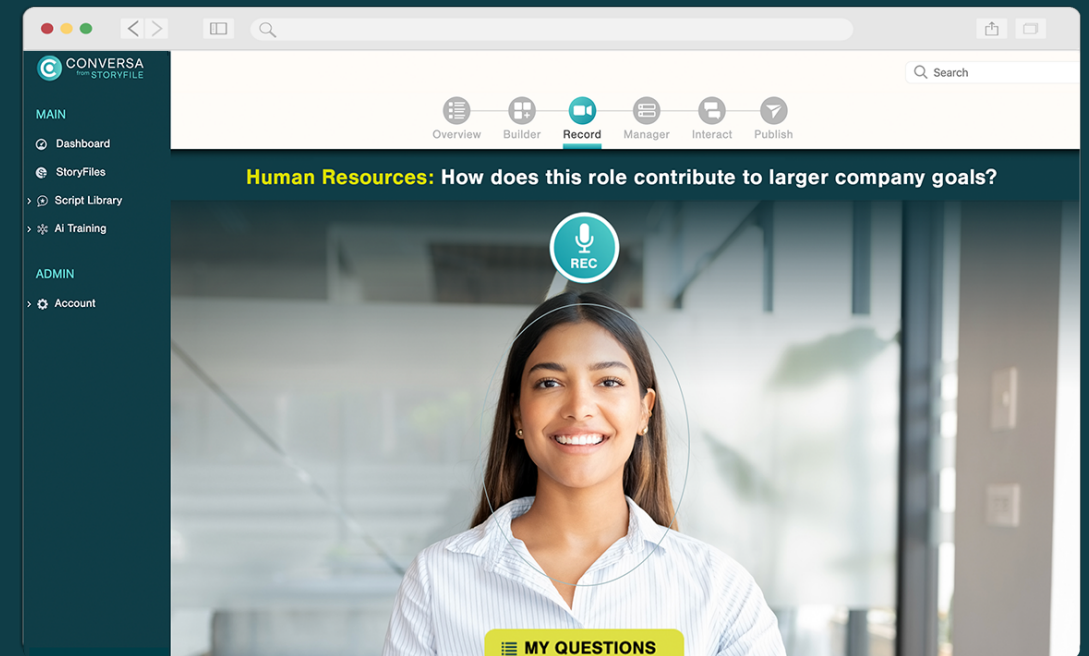 CONVERSA
from STORYFILE
MAIN
Dashboard
StoryFiles
Script Library
Ai Training
ADMIN
Account
Search
Overview
Builder
Record
Manager
Interact
Publish
Human Resources: How does this role contribute to larger company goals?
REC
MY QUESTIONS